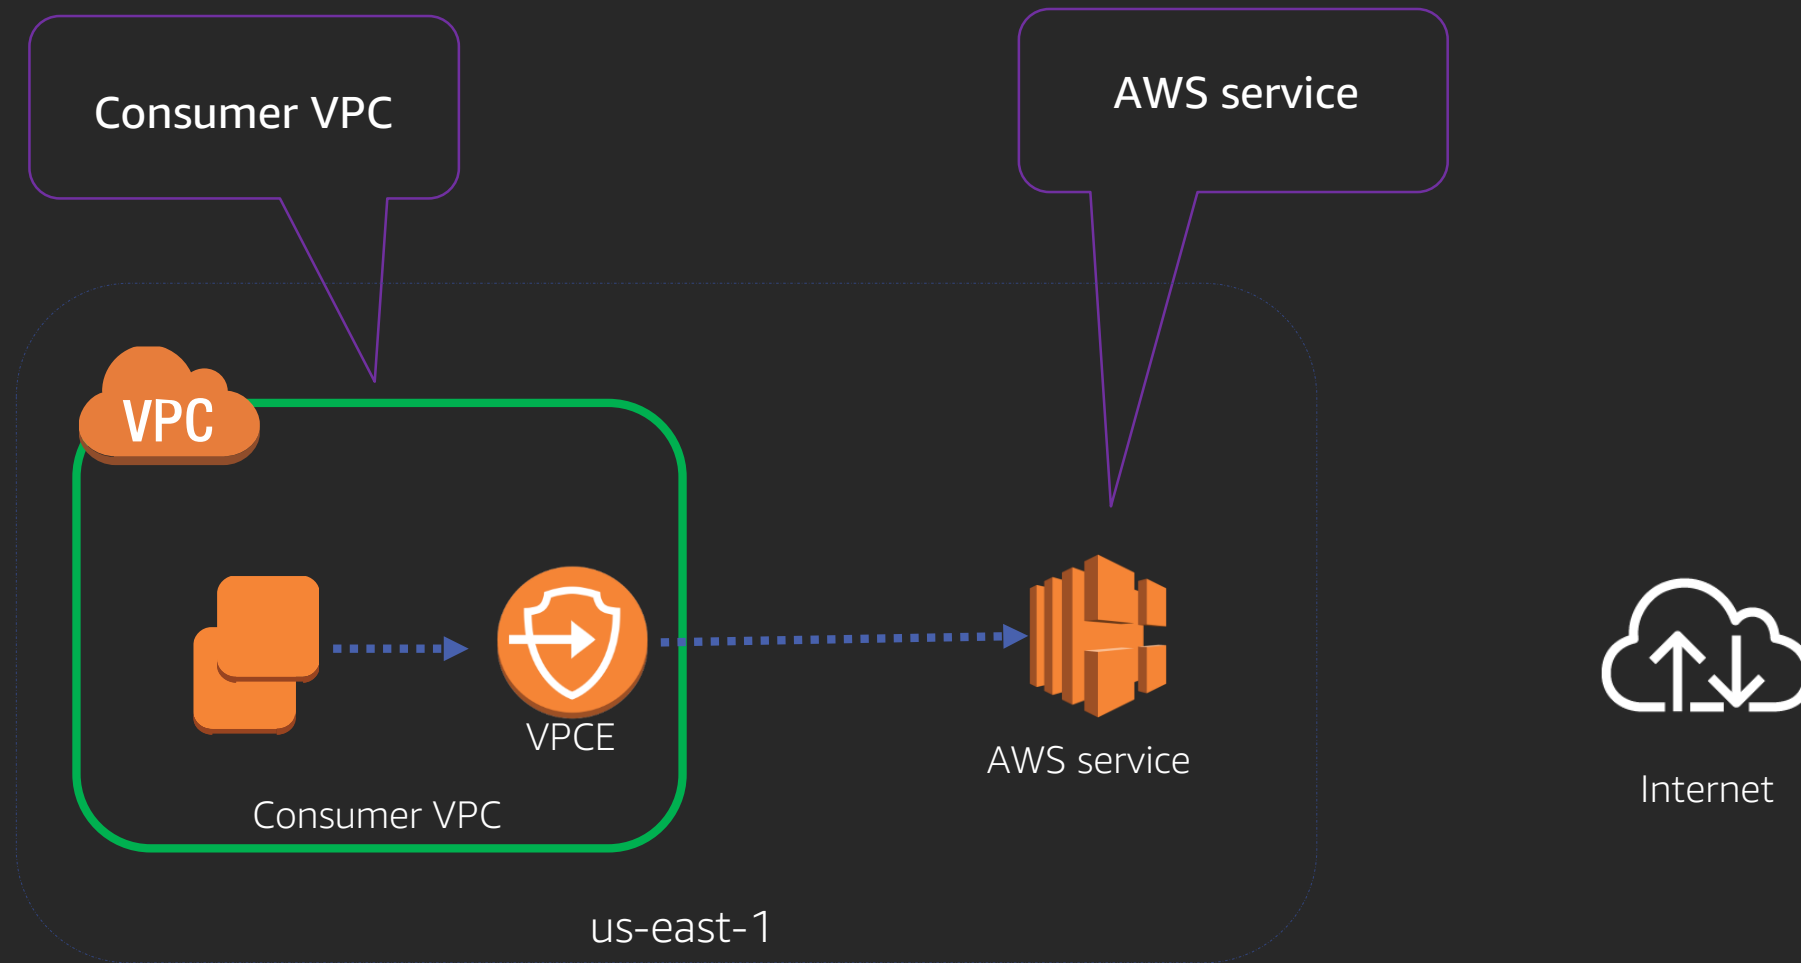 Consumer VPC
AWS service
VPC
VPCE
AWS service
Consumer VPC
Internet
us-east-1